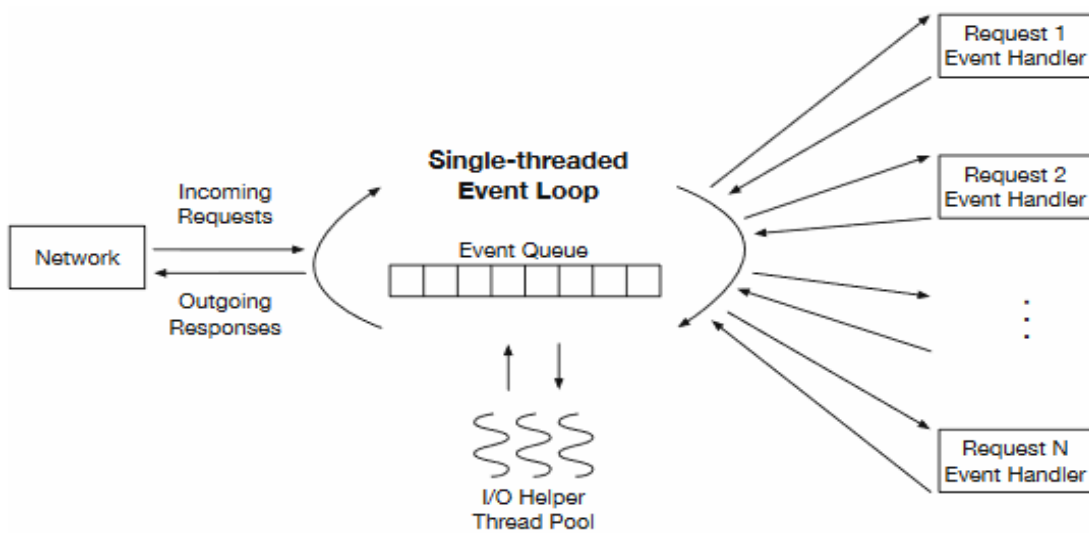 Request 1
Event Handler
Single-threaded
Event Loop
Request 2
Event Handler
Incoming
Requests
Network
Event Queue
Outgoing
Responses
Request N
Event Handler
I/O Helper
Thread Pool